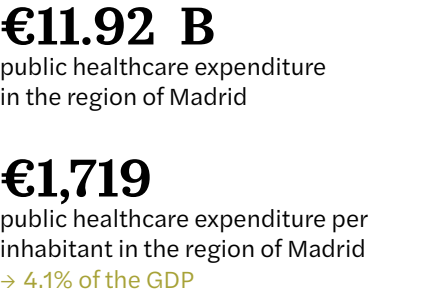 €11.92 B
public healthcare expenditure
in the region of Madrid
€1,719
public healthcare expenditure per
inhabitant in the region of Madrid
→ 4.1% of the GDP